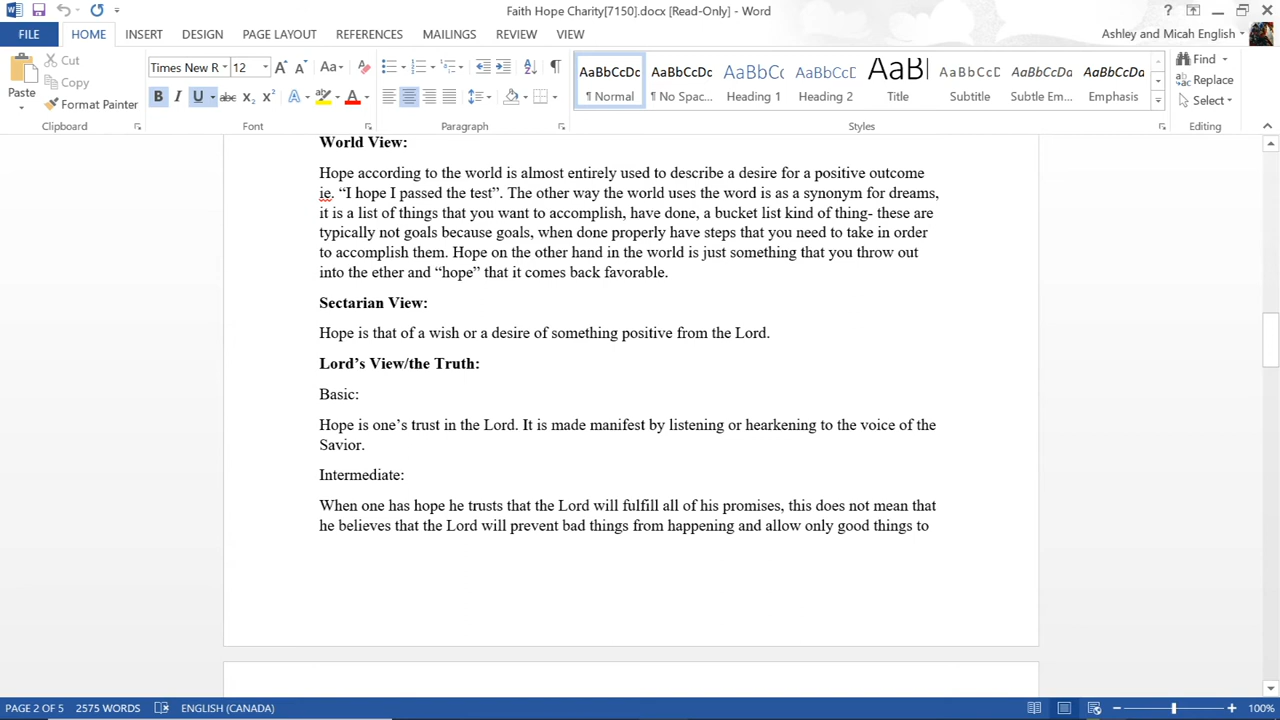 Faith Hope Charity[7150].docx [Read-Only] - Word
FILE HOME INSERT DESIGN PAGE LAYOUT REFERENCES MAILINGS REVIEW VIEW Ashley and Micah English
Paste
Cut
Copy
Format Painter
Clipboard
Times New R 12
Font
Paragraph
AaBbCcDc AaBbCcDc AaBbCc AaBbCcD AaBbl AaBbCcD AaBbCcD AaBbCcDc
¶ Normal ¶ No Spac... Heading 1 Heading 2 Title Subtitle Subtle Em... Emphasis
Styles
Find
Replace
Select
Editing
World View:
Hope according to the world is almost entirely used to describe a desire for a positive outcome
ie. “I hope I passed the test”. The other way the world uses the word is as a synonym for dreams,
it is a list of things that you want to accomplish, have done, a bucket list kind of thing- these are
typically not goals because goals, when done properly have steps that you need to take in order
to accomplish them. Hope on the other hand in the world is just something that you throw out
into the ether and “hope” that it comes back favorable.
Sectarian View:
Hope is that of a wish or a desire of something positive from the Lord.
Lord’s View/the Truth:
Basic:
Hope is one’s trust in the Lord. It is made manifest by listening or hearkening to the voice of the
Savior.
Intermediate:
When one has hope he trusts that the Lord will fulfill all of his promises, this does not mean that
he believes that the Lord will prevent bad things from happening and allow only good things to
PAGE 2 OF 5 2575 WORDS ENGLISH (CANADA) 100%